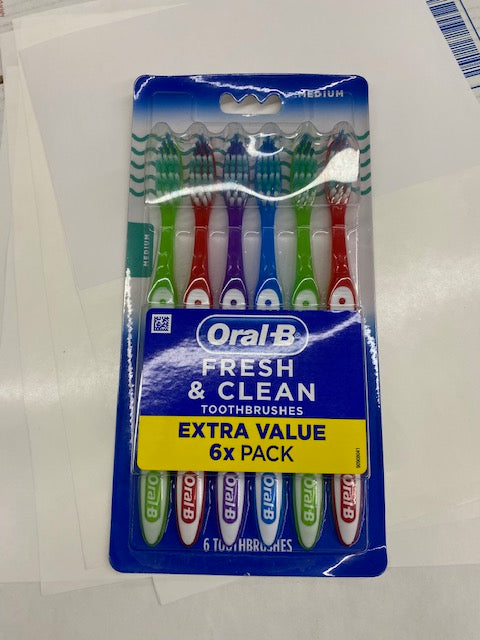 MEDIUM
MEDIUM
Oral-B
FRESH
& CLEAN
TOOTHBRUSHES
EXTRA VALUE
6x PACK
Oral-B
Oral-B
Oral-B
Oral-B
Oral-B
Oral-B
6 TOOTHBRUSHES